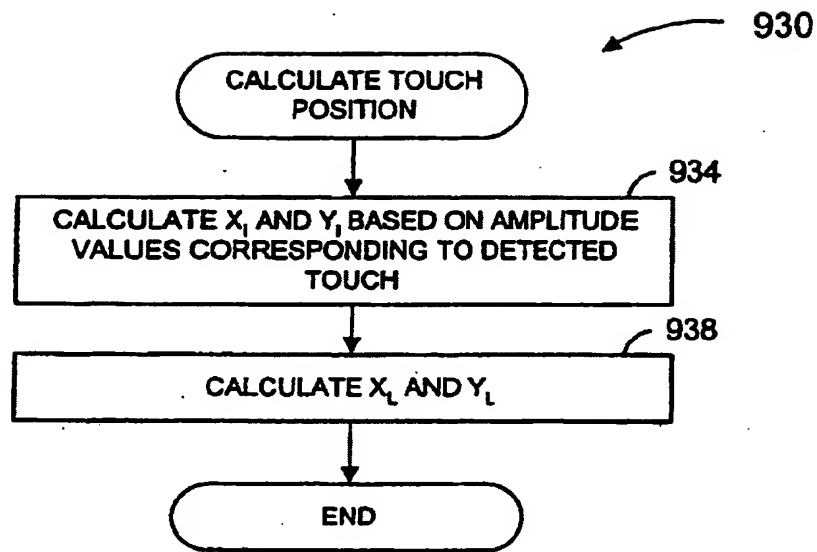 930
CALCULATE TOUCH
POSITION
934
CALCULATE X_I AND Y_I BASED ON AMPLITUDE
VALUES CORRESPONDING TO DETECTED
TOUCH
938
CALCULATE X_L AND Y_L
END